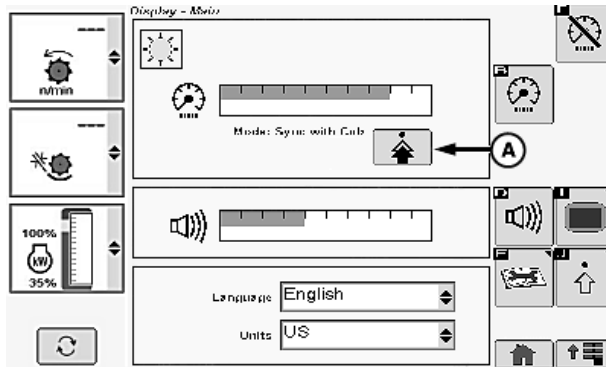 Display - Main
---
n/min
Mode: Sync with Cab
A
---
100%
kW
35%
Language English
Units US